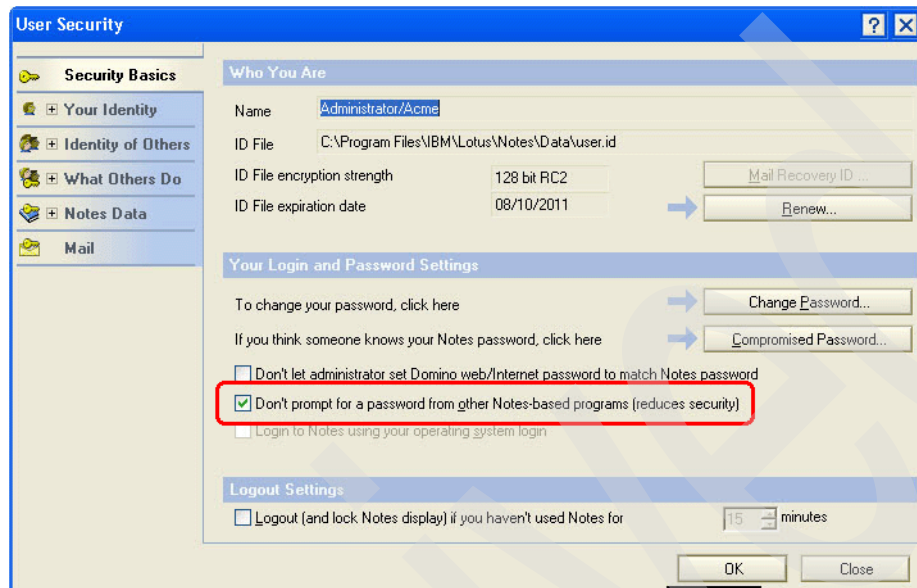 User Security
Security Basics
Your Identity
Identity of Others
What Others Do
Notes Data
Mail
Who You Are
Name Administrator/Acme
ID File C:\Program Files\IBM\Lotus\Notes\Data\user.id
ID File encryption strength 128 bit RC2 Mail Recovery ID ...
ID File expiration date 08/10/2011 Renew...
Your Login and Password Settings
To change your password, click here Change Password...
If you think someone knows your Notes password, click here Compromised Password...
Don't let administrator set Domino web/Internet password to match Notes password
Don't prompt for a password from other Notes-based programs (reduces security)
Login to Notes using your operating system login
Logout Settings
Logout (and lock Notes display) if you haven't used Notes for 15 minutes
OK Close